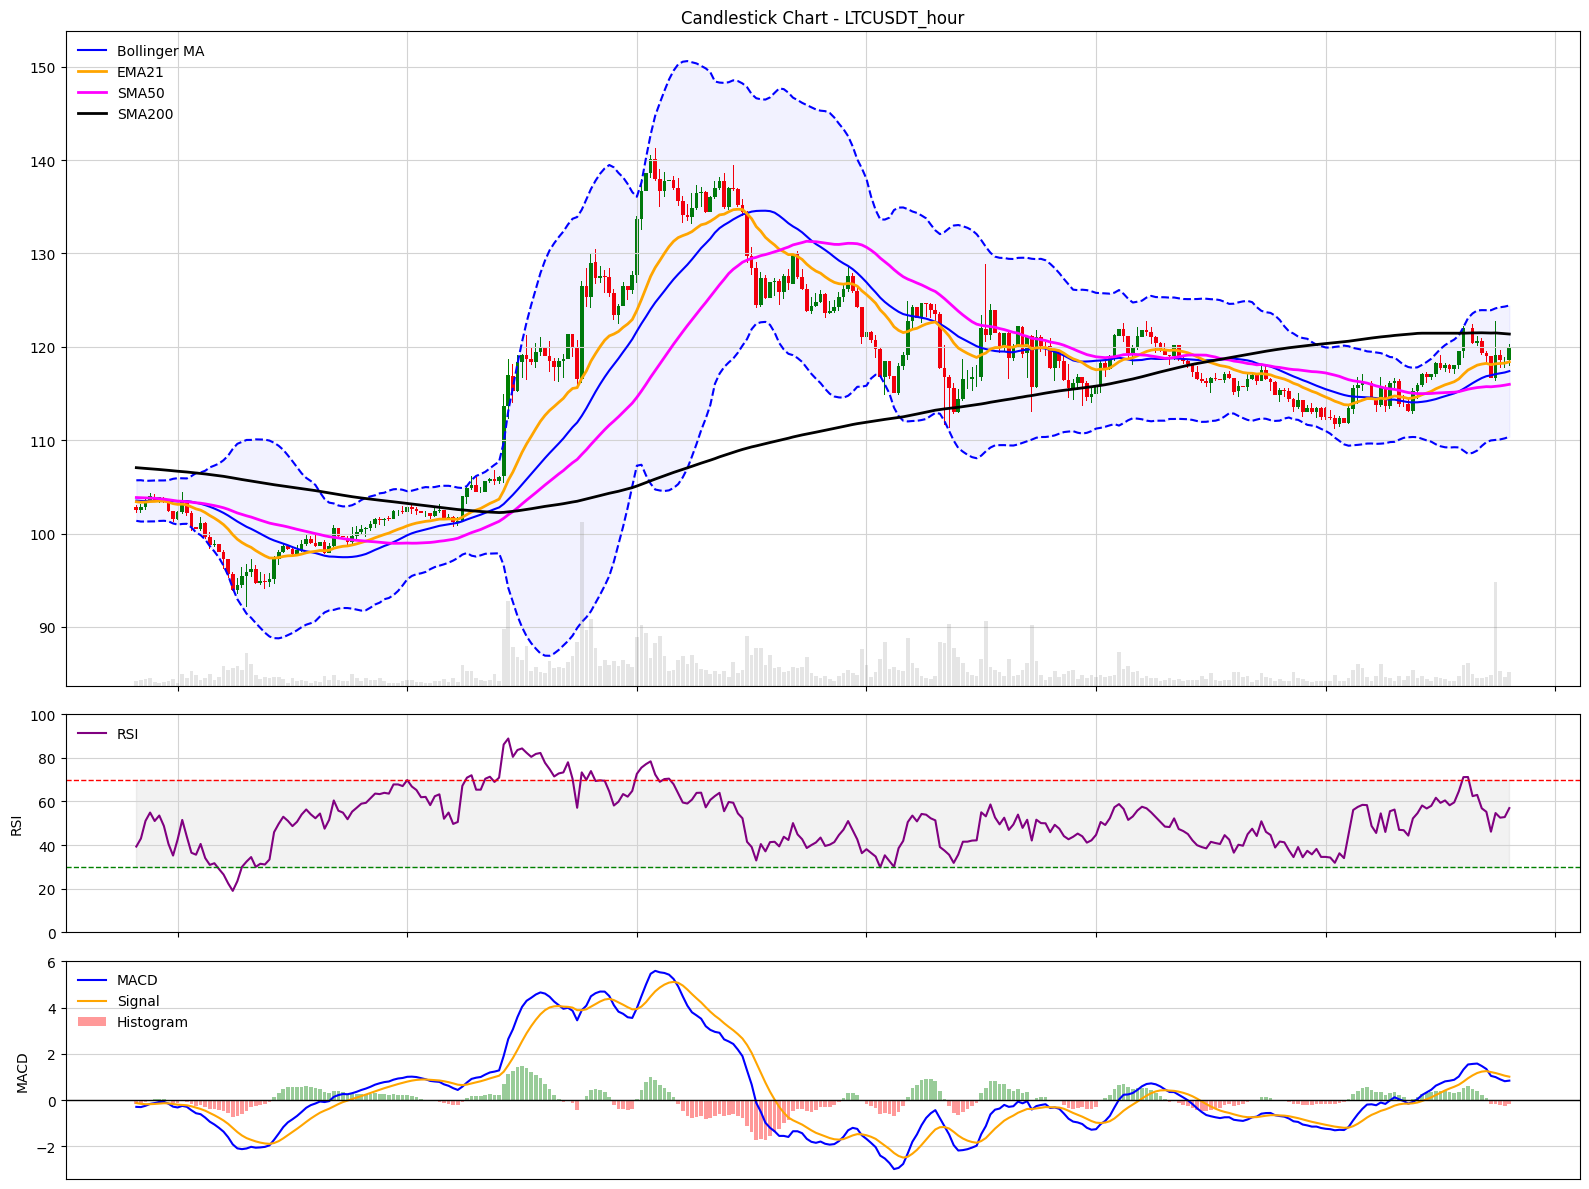 Candlestick Chart - LTCUSDT_hour
Bollinger MA
EMA21
SMA50
SMA200
150
140
130
120
110
100
90
RSI
100
80
60
40
20
0
RSI
MACD
Signal
Histogram
6
4
2
0
−2
MACD